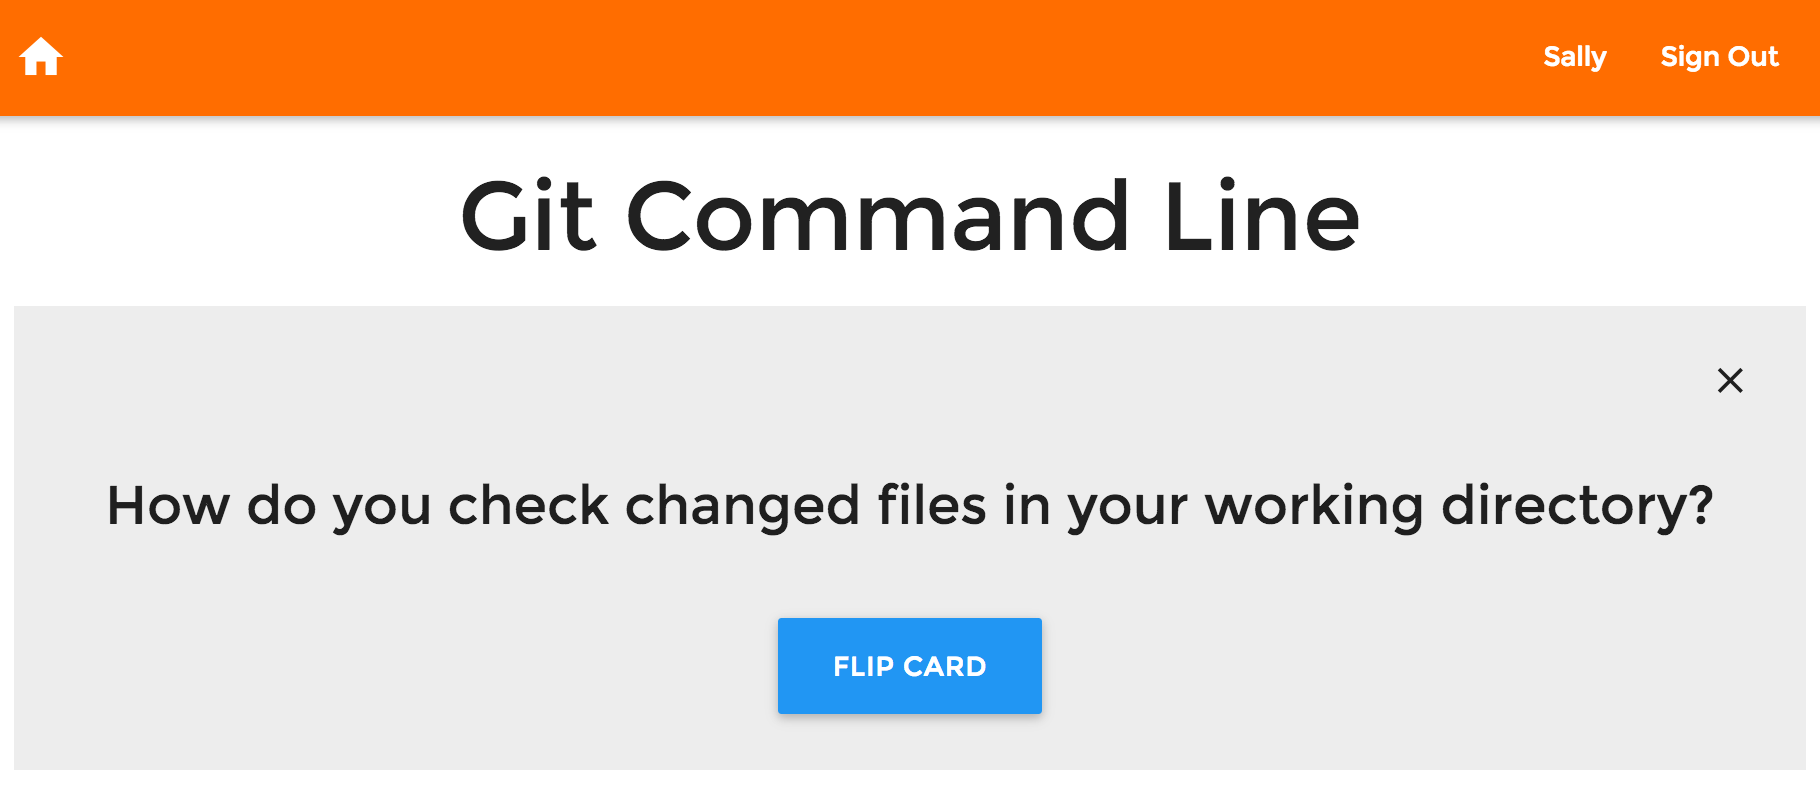 Sally
Sign Out
Git Command Line
How do you check changed files in your working directory?
FLIP CARD